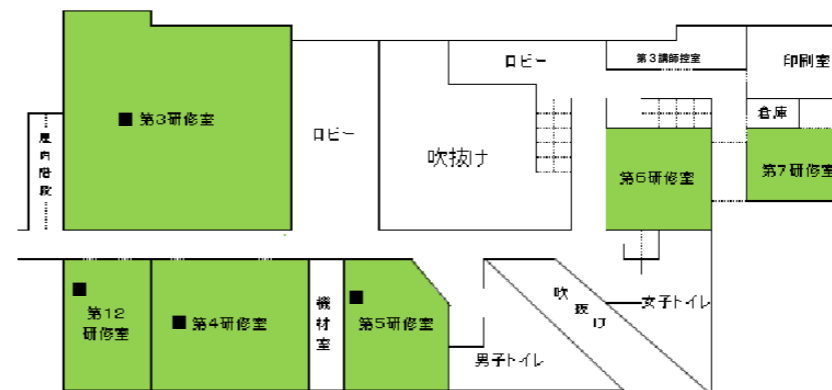 ロビー
第3講師控室
印刷室
■ 第3研修室
倉庫
屋内階段
ロビー
吹抜け
第6研修室
第7研修室
■
第12
研修室
■ 第4研修室
機材室
■
第5研修室
吹抜け
女子トイレ
男子トイレ